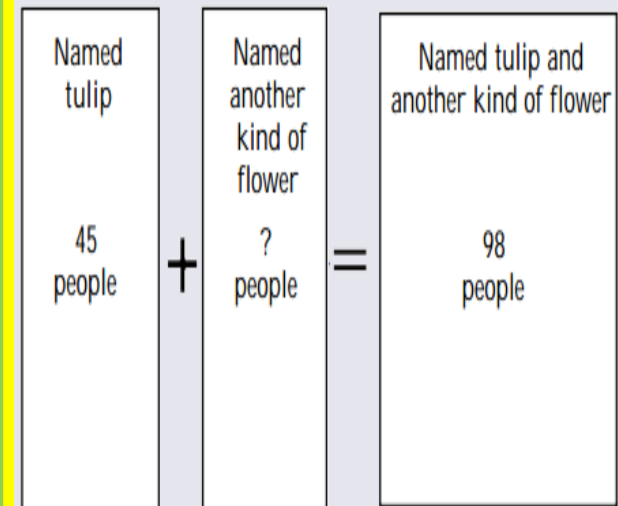 Named
tulip
45
people
+
Named
another
kind of
flower
?
people
=
Named tulip and
another kind of flower
98
people